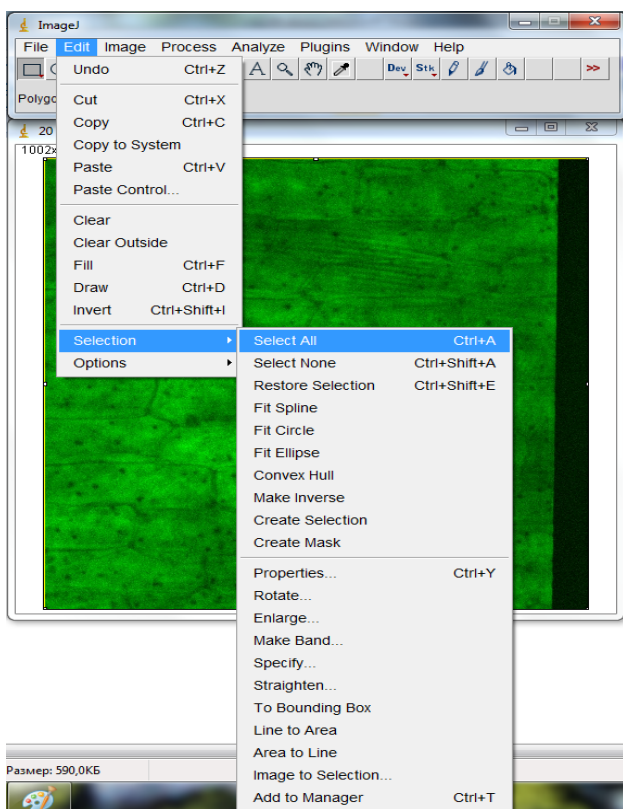 ImageJ
File Edit Image Process Analyze Plugins Window Help
A Dev Stk >>
Polygo
20
1002x
Undo Ctrl+Z
Cut Ctrl+X
Copy Ctrl+C
Copy to System
Paste Ctrl+V
Paste Control...
Clear
Clear Outside
Fill Ctrl+F
Draw Ctrl+D
Invert Ctrl+Shift+I
Selection
Options
Select All Ctrl+A
Select None Ctrl+Shift+A
Restore Selection Ctrl+Shift+E
Fit Spline
Fit Circle
Fit Ellipse
Convex Hull
Make Inverse
Create Selection
Create Mask
Properties... Ctrl+Y
Rotate...
Enlarge...
Make Band...
Specify...
Straighten...
To Bounding Box
Line to Area
Area to Line
Image to Selection...
Add to Manager Ctrl+T
Размер: 590,0КБ